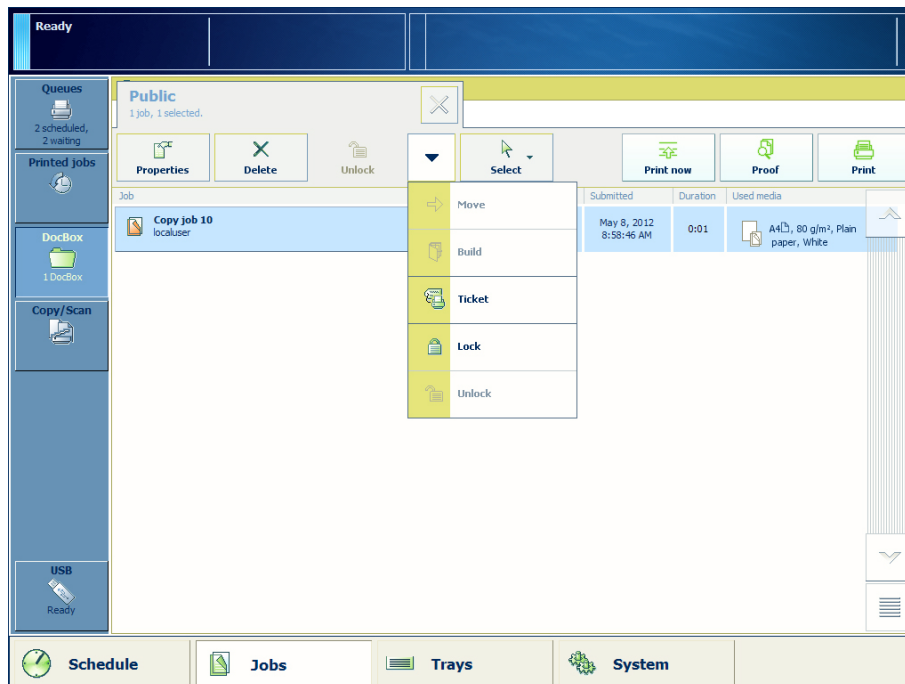 Ready
Queues
2 scheduled,
2 waiting
Printed jobs
DocBox
1 DocBox
Copy/Scan
USB
Ready
Public
1 job, 1 selected.
Properties
Delete
Unlock
Select
Print now
Proof
Print
Job
Submitted
Duration
Used media
Copy job 10
localuser
May 8, 2012
8:58:46 AM
0:01
A4, 80 g/m², Plain
paper, White
Move
Build
Ticket
Lock
Unlock
Schedule
Jobs
Trays
System